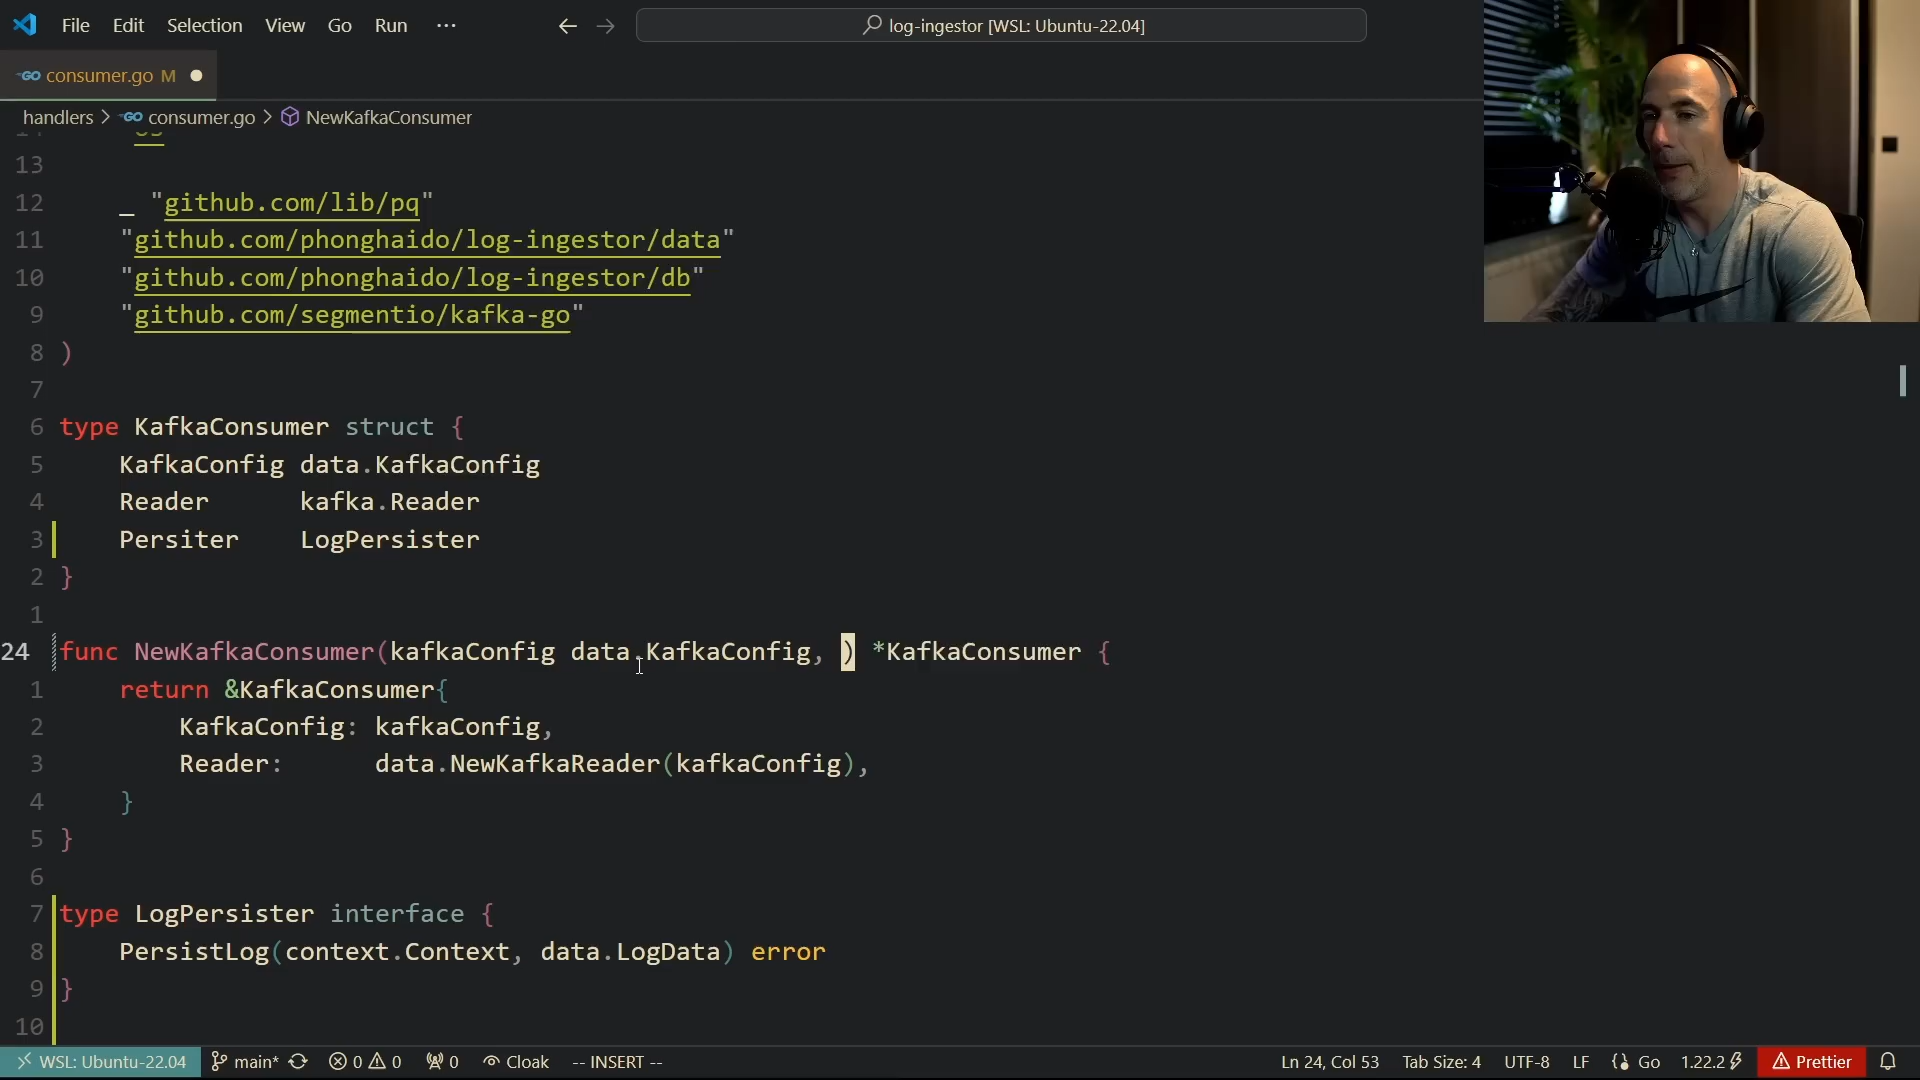 File Edit Selection View Go Run ··· ← → log-ingestor [WSL: Ubuntu-22.04]
GO consumer.go M
handlers > GO consumer.go > NewKafkaConsumer
13
12 _ "github.com/lib/pq"
11 "github.com/phonghaido/log-ingestor/data"
10 "github.com/phonghaido/log-ingestor/db"
9 "github.com/segmentio/kafka-go"
8 )
7
6 type KafkaConsumer struct {
5 KafkaConfig data.KafkaConfig
4 Reader kafka.Reader
3 Persiter LogPersister
2 }
1
24 func NewKafkaConsumer(kafkaConfig data.KafkaConfig, ) *KafkaConsumer {
1 return &KafkaConsumer{
2 KafkaConfig: kafkaConfig,
3 Reader: data.NewKafkaReader(kafkaConfig),
4 }
5 }
6
7 type LogPersister interface {
8 PersistLog(context.Context, data.LogData) error
9 }
10
WSL: Ubuntu-22.04 main* 0 0 0 Cloak -- INSERT -- Ln 24, Col 53 Tab Size: 4 UTF-8 LF Go 1.22.2 Prettier